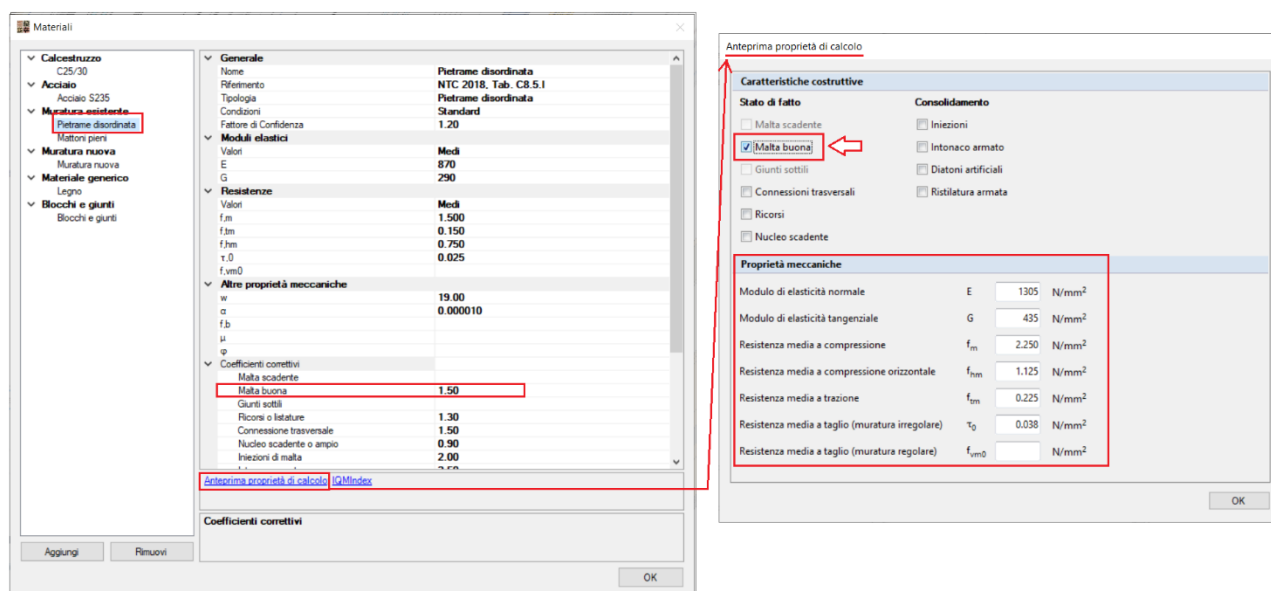 Materiali
Calcestruzzo
C25/30
Acciaio
Acciaio S235
Muratura esistente
Pietrame disordinata
Mattoni pieni
Muratura nuova
Muratura nuova
Materiale generico
Legno
Blocchi e giunti
Blocchi e giunti
Aggiungi Rimuovi
Generale
Nome Pietrame disordinata
Riferimento NTC 2018, Tab. C8.5.I
Tipologia Pietrame disordinata
Condizioni Standard
Fattore di Confidenza 1.20
Moduli elastici
Valori Medi
E 870
G 290
Resistenze
Valori Medi
f,m 1.500
f,tm 0.150
f,hm 0.750
τ,0 0.025
f,vm0
Altre proprietà meccaniche
w 19.00
α 0.000010
f,b
μ
φ
Coefficienti correttivi
Malta scadente
Malta buona 1.50
Giunti sottili
Ricorsi o listature 1.30
Connessione trasversale 1.50
Nucleo scadente o ampio 0.90
Iniezioni di malta 2.00
Anteprima proprietà di calcolo IQMIndex
Coefficienti correttivi
OK
Anteprima proprietà di calcolo
Caratteristiche costruttive
Stato di fatto Consolidamento
Malta scadente Iniezioni
Malta buona Intonaco armato
Giunti sottili Diatoni artificiali
Connessioni trasversali Ristilatura armata
Ricorsi
Nucleo scadente
Proprietà meccaniche
Modulo di elasticità normale E 1305 N/mm²
Modulo di elasticità tangenziale G 435 N/mm²
Resistenza media a compressione fm 2.250 N/mm²
Resistenza media a compressione orizzontale fhm 1.125 N/mm²
Resistenza media a trazione ftm 0.225 N/mm²
Resistenza media a taglio (muratura irregolare) τ0 0.038 N/mm²
Resistenza media a taglio (muratura regolare) fvm0 N/mm²
OK